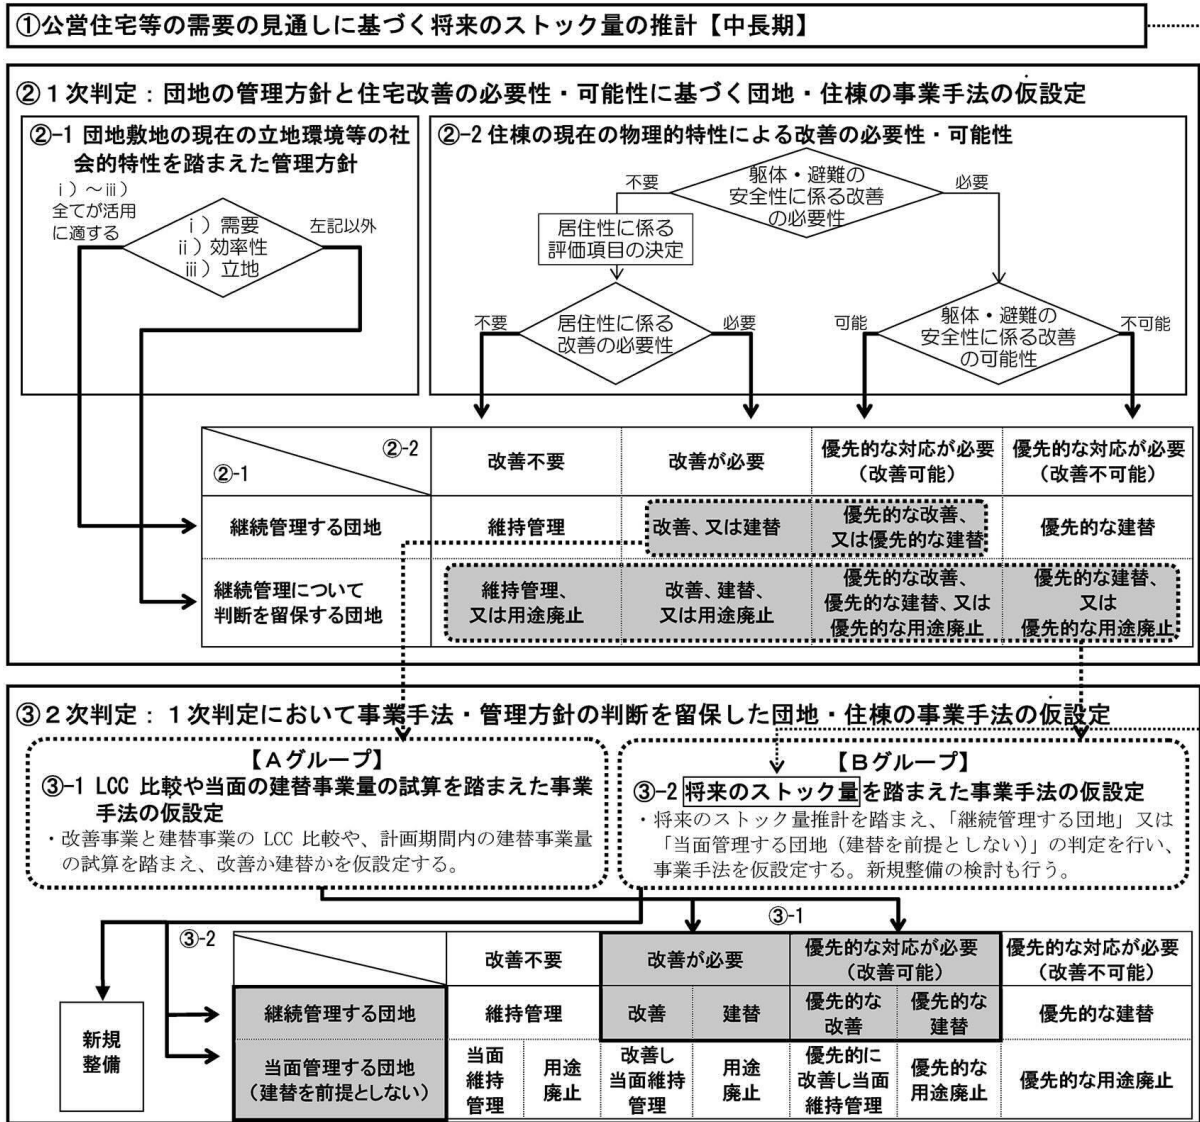 ①公営住宅等の需要の見通しに基づく将来のストック量の推計【中長期】
②1次判定:団地の管理方針と住宅改善の必要性・可能性に基づく団地・住棟の事業手法の仮設定
②-1 団地敷地の現在の立地環境等の社
会的特性を踏まえた管理方針
ⅰ)～ⅲ)
全てが活用
に適する
ⅰ)需要
ⅱ)効率性
ⅲ)立地
左記以外
②-2 住棟の現在の物理的特性による改善の必要性・可能性
不要
躯体・避難の
安全性に係る改善
の必要性
必要
居住性に係る
評価項目の決定
不要
居住性に係る
改善の必要性
必要
可能
躯体・避難の
安全性に係る改善
の可能性
不可能
②-2
②-1
改善不要
改善が必要
優先的な対応が必要
(改善可能)
優先的な対応が必要
(改善不可能)
継続管理する団地
維持管理
改善、又は建替
優先的な改善、
又は優先的な建替
優先的な建替
継続管理について
判断を留保する団地
維持管理、
又は用途廃止
改善、建替、
又は用途廃止
優先的な改善、
優先的な建替、又は
優先的な用途廃止
優先的な建替、
又は
優先的な用途廃止
③2次判定:1次判定において事業手法・管理方針の判断を留保した団地・住棟の事業手法の仮設定
【Aグループ】
③-1 LCC 比較や当面の建替事業量の試算を踏まえた事業
手法の仮設定
・改善事業と建替事業の LCC 比較や、計画期間内の建替事業量
の試算を踏まえ、改善か建替かを仮設定する。
【Bグループ】
③-2 将来のストック量を踏まえた事業手法の仮設定
・将来のストック量推計を踏まえ、「継続管理する団地」又は
「当面管理する団地(建替を前提としない)」の判定を行い、
事業手法を仮設定する。新規整備の検討も行う。
③-1
③-2
改善不要
改善が必要
優先的な対応が必要
(改善可能)
優先的な対応が必要
(改善不可能)
新規
整備
継続管理する団地
維持管理
改善
建替
優先的な
改善
優先的な
建替
優先的な建替
当面管理する団地
(建替を前提としない)
当面
維持
管理
用途
廃止
改善し
当面維持
管理
用途
廃止
優先的に
改善し当面
維持管理
優先的な
用途廃止
優先的な用途廃止